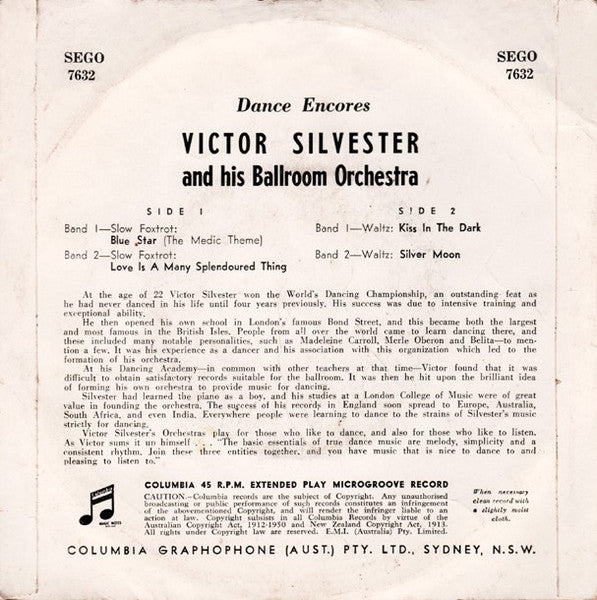 SEGO 7632
SEGO 7632
Dance Encores
VICTOR SILVESTER
and his Ballroom Orchestra
SIDE 1
Band 1—Slow Foxtrot:
Blue Star (The Medic Theme)
Band 2—Slow Foxtrot:
Love Is A Many Splendoured Thing
SIDE 2
Band 1—Waltz: Kiss In The Dark
Band 2—Waltz: Silver Moon
At the age of 22 Victor Silvester won the World's Dancing Championship, an outstanding feat as
he had never danced in his life until four years previously. His success was due to intensive training and
exceptional ability.
He then opened his own school in London's famous Bond Street, and this became both the largest
and most famous in the British Isles. People from all over the world came to learn dancing there, and
these included many notable personalities, such as Madeleine Carroll, Merle Oberon and Belita—to men-
tion a few. It was his experience as a dancer and his association with this organization which led to the
formation of his orchestra.
At his Dancing Academy—in common with other teachers at that time—Victor found that it was
difficult to obtain satisfactory records suitable for the ballroom. It was then he hit upon the brilliant idea
of forming his own orchestra to provide music for dancing.
Silvester had learned the piano as a boy, and his studies at a London College of Music were of great
value in founding the orchestra. The success of his records in England soon spread to Europe, Australia,
South Africa, and even India. Everywhere people were learning to dance to the strains of Silvester's music
strictly for dancing.
Victor Silvester's Orchestras play for those who like to dance, and also for those who like to listen.
As Victor sums it up himself . . . "The basic essentials of true dance music are melody, simplicity and a
consistent rhythm. Join these three entities together, and you have music that is nice to dance to and
pleasing to listen to."
COLUMBIA 45 R.P.M. EXTENDED PLAY MICROGROOVE RECORD
CAUTION.—Columbia records are the subject of Copyright. Any unauthorised
broadcasting or public performance of such records constitutes an infringement
of the abovementioned Copyright, and will render the infringer liable to an
action at law. Copyright subsists in all Columbia Records by virtue of the
Australian Copyright Act, 1912-1950 and New Zealand Copyright Act, 1913.
All rights under Copyright law are reserved. E.M.I. (Australia) Pty. Limited.
When necessary
clean record with
a slightly moist
cloth.
COLUMBIA GRAPHOPHONE (AUST.) PTY. LTD., SYDNEY, N.S.W.